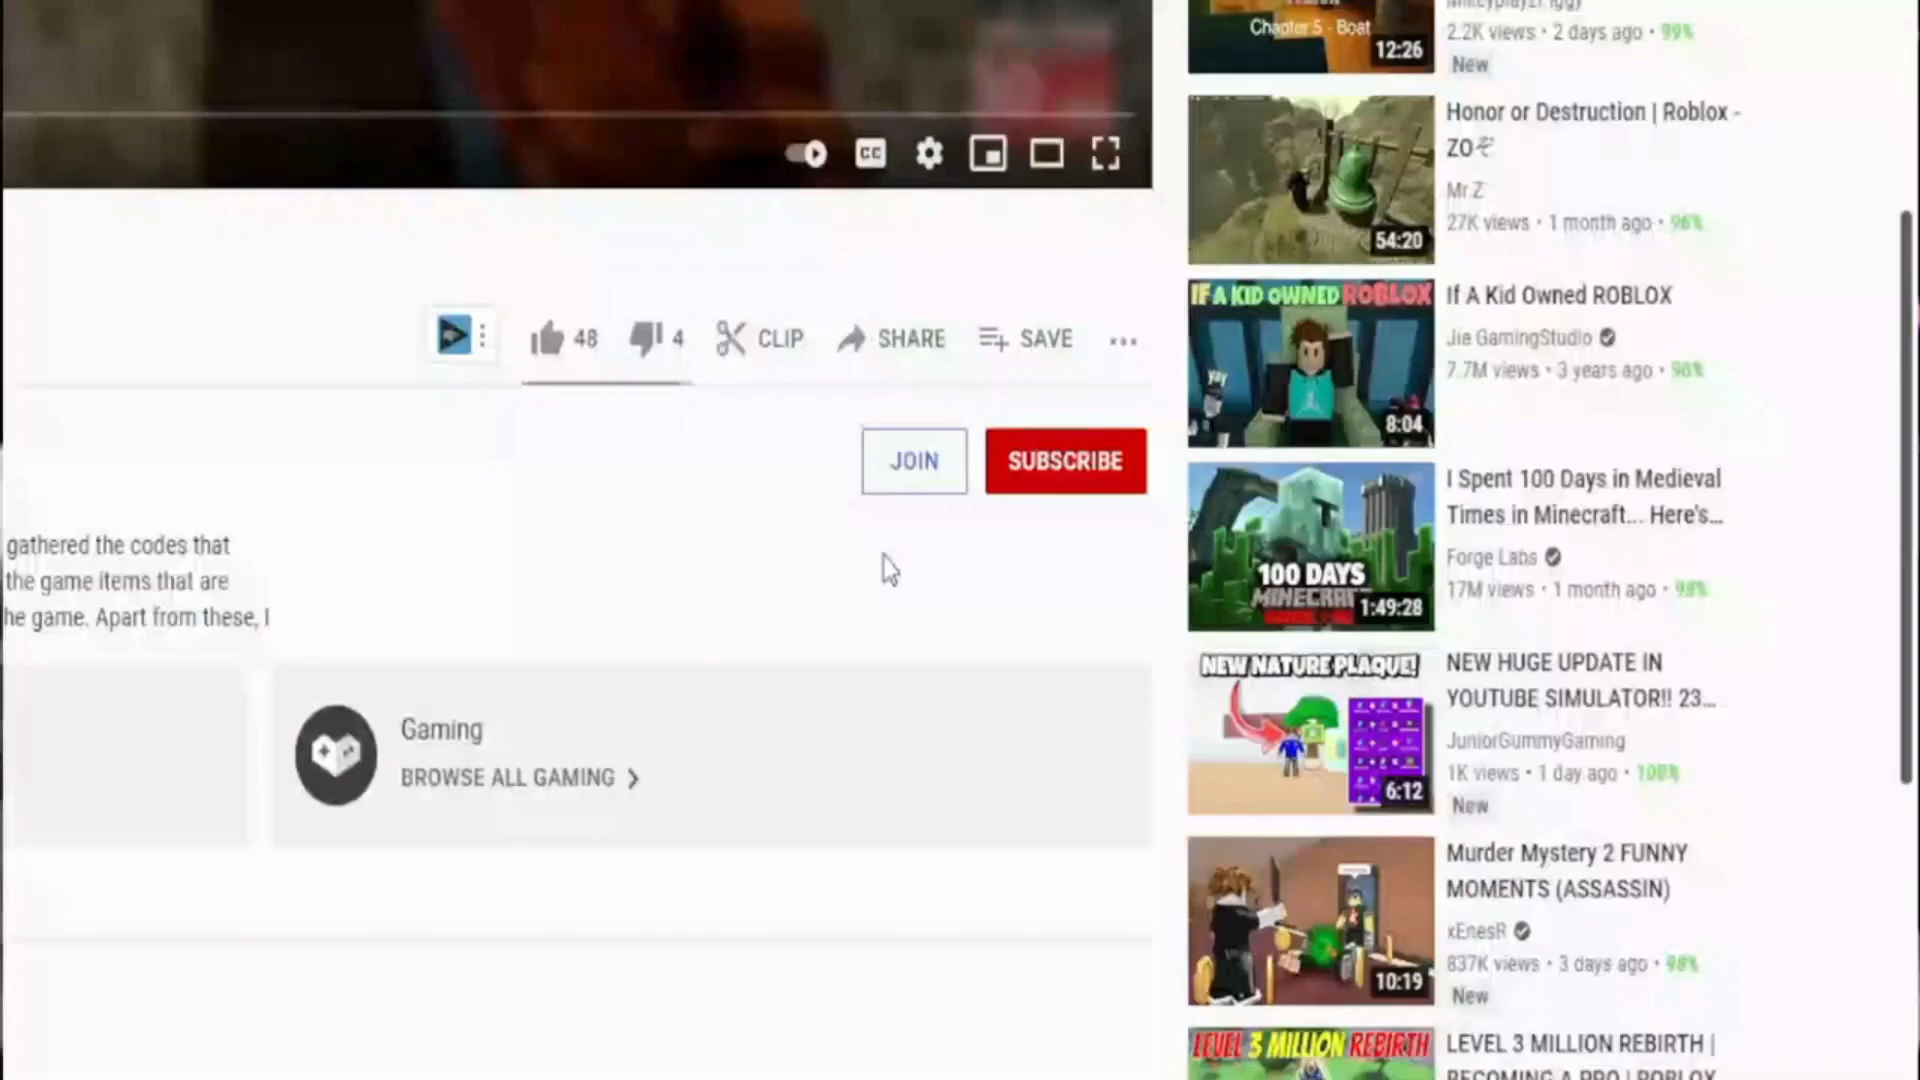 Chapter 5 - Boat
12:26
2.2K views • 2 days ago • 99%
New
CC
Honor or Destruction | Roblox -
Mr Z
27K views • 1 month ago • 96%
54:20
IF A KID OWNED ROBLOX
yay
8:04
If A Kid Owned ROBLOX
Jie GamingStudio
7.7M views • 3 years ago •
48
4
CLIP
SHARE
SAVE
JOIN
SUBSCRIBE
100 DAYS
MINECRAFT
1:49:28
I Spent 100 Days in Medieval
Times in Minecraft... Here's...
Forge Labs
17M views • 1 month ago • 98%
gathered the codes that
the game items that are
he game. Apart from these, I
NEW NATURE PLAQUE!
6:12
NEW HUGE UPDATE IN
YOUTUBE SIMULATOR!! 23...
JuniorGummyGaming
1K views • 1 day ago • 100%
New
Gaming
BROWSE ALL GAMING
10:19
Murder Mystery 2 FUNNY
MOMENTS (ASSASSIN)
xEnesR
837K views • 3 days ago • 98%
New
LEVEL 3 MILLION REBIRTH
LEVEL 3 MILLION REBIRTH |
BECOMING A PRO | ROBLOX